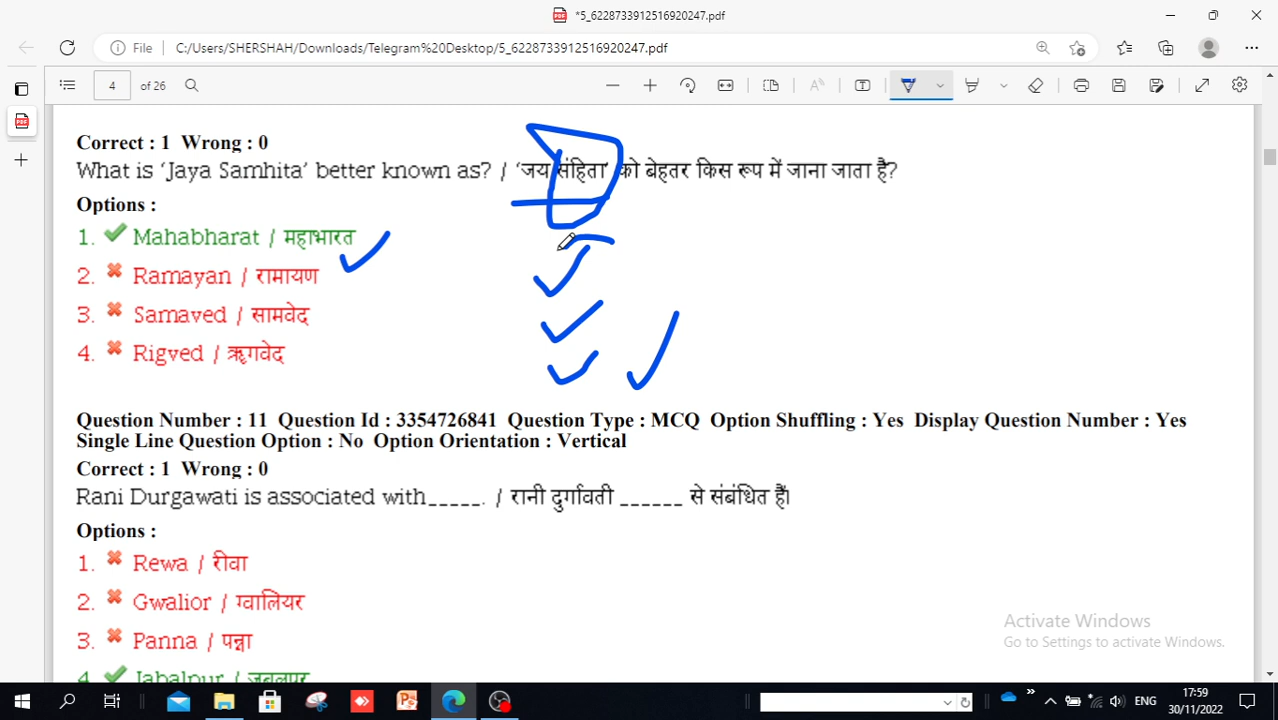 *5_6228733912516920247.pdf
File C:/Users/SHERSHAH/Downloads/Telegram%20Desktop/5_6228733912516920247.pdf
4 of 26
Correct : 1 Wrong : 0
What is ‘Jaya Samhita’ better known as? / ‘जय संहिता’ को बेहतर किस रूप में जाना जाता है?
Options :
1. Mahabharat / महाभारत
2. Ramayan / रामायण
3. Samaved / सामवेद
4. Rigved / ऋृगवेद
Question Number : 11 Question Id : 3354726841 Question Type : MCQ Option Shuffling : Yes Display Question Number : Yes
Single Line Question Option : No Option Orientation : Vertical
Correct : 1 Wrong : 0
Rani Durgawati is associated with_____. / रानी दुर्गावती ______ से संबंधित हैं।
Options :
1. Rewa / रीवा
2. Gwalior / ग्वालियर
3. Panna / पन्ना
4. Jabalpur / जबलपुर
Activate Windows
Go to Settings to activate Windows.
ENG
17:59
30/11/2022